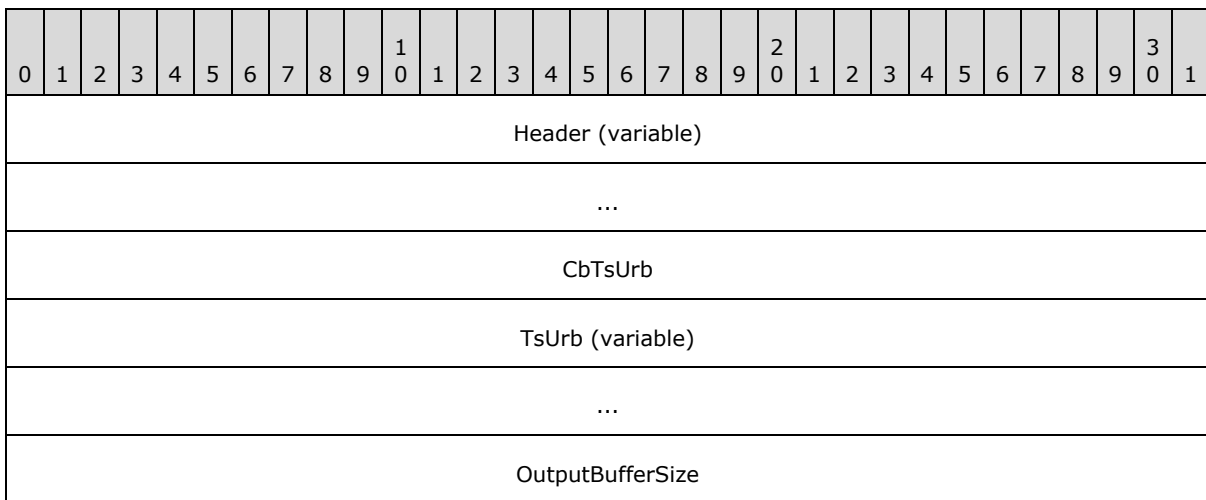 1 2 3
0 1 2 3 4 5 6 7 8 9 0 1 2 3 4 5 6 7 8 9 0 1 2 3 4 5 6 7 8 9 0 1
Header (variable)
...
CbTsUrb
TsUrb (variable)
...
OutputBufferSize